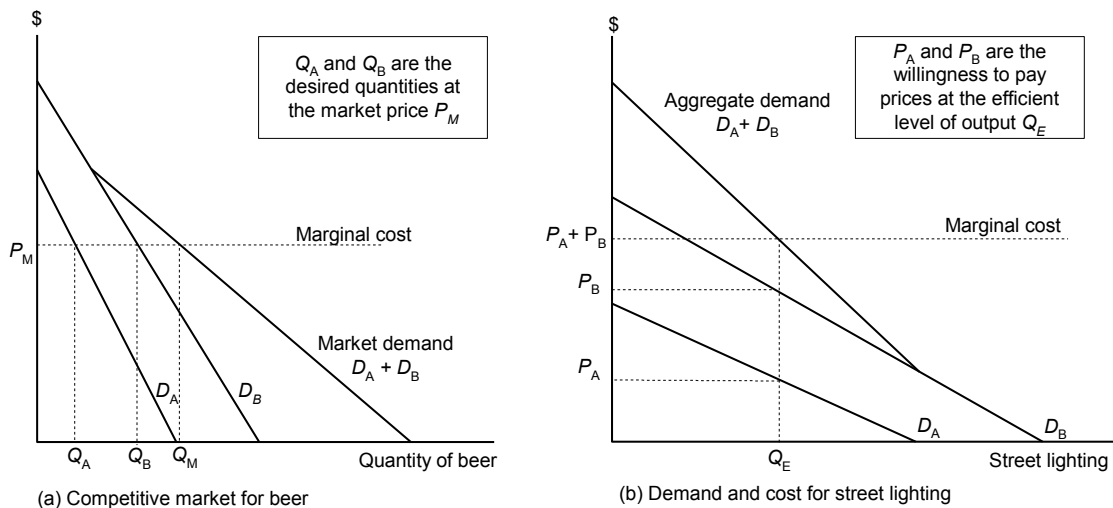 $
Q_A and Q_B are the
desired quantities at
the market price P_M
P_M
Marginal cost
Market demand
D_A + D_B
D_A
D_B
Q_A
Q_B
Q_M
Quantity of beer
(a) Competitive market for beer
$
P_A and P_B are the
willingness to pay
prices at the efficient
level of output Q_E
Aggregate demand
D_A+ D_B
P_A+ P_B
Marginal cost
P_B
P_A
D_A
D_B
Q_E
Street lighting
(b) Demand and cost for street lighting